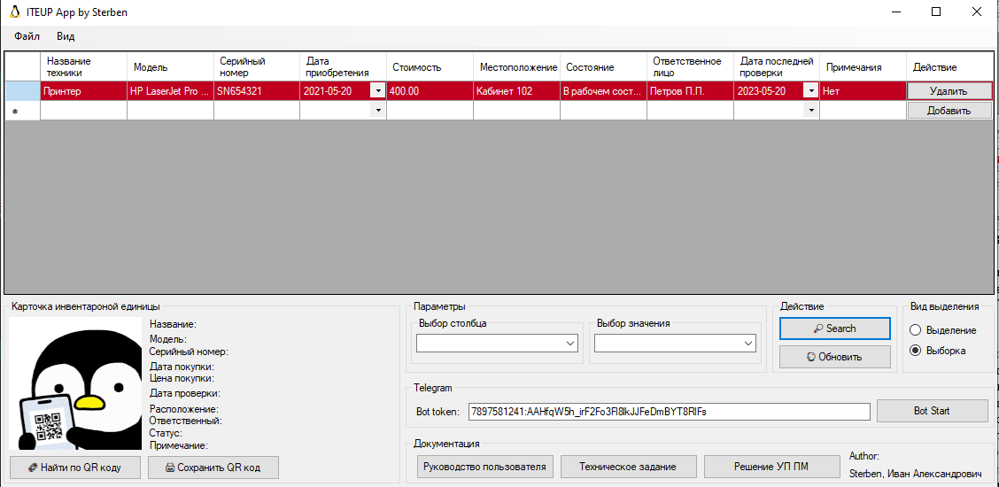 ITEUP App by Sterben
Файл Вид
Название техники Модель Серийный номер Дата приобретения Стоимость Местоположение Состояние Ответственное лицо Дата последней проверки Примечания Действие
Принтер HP LaserJet Pro ... SN654321 2021-05-20 400.00 Кабинет 102 В рабочем сост... Петров П.П. 2023-05-20 Нет Удалить
Добавить
Карточка инвентароной единицы
Название:
Модель:
Серийный номер:
Дата покупки:
Цена покупки:
Дата проверки:
Расположение:
Ответственный:
Статус:
Примечание:
Найти по QR коду Сохранить QR код
Параметры
Выбор столбца Выбор значения
Действие
Search
Обновить
Вид выделения
Выделение
Выборка
Telegram
Bot token: 7897581241:AAHfqW5h_irF2Fo3Fl8lkJJFeDmBYT8RlFs Bot Start
Документация
Руководство пользователя Техническое задание Решение УП ПМ
Author:
Sterben, Иван Александрович